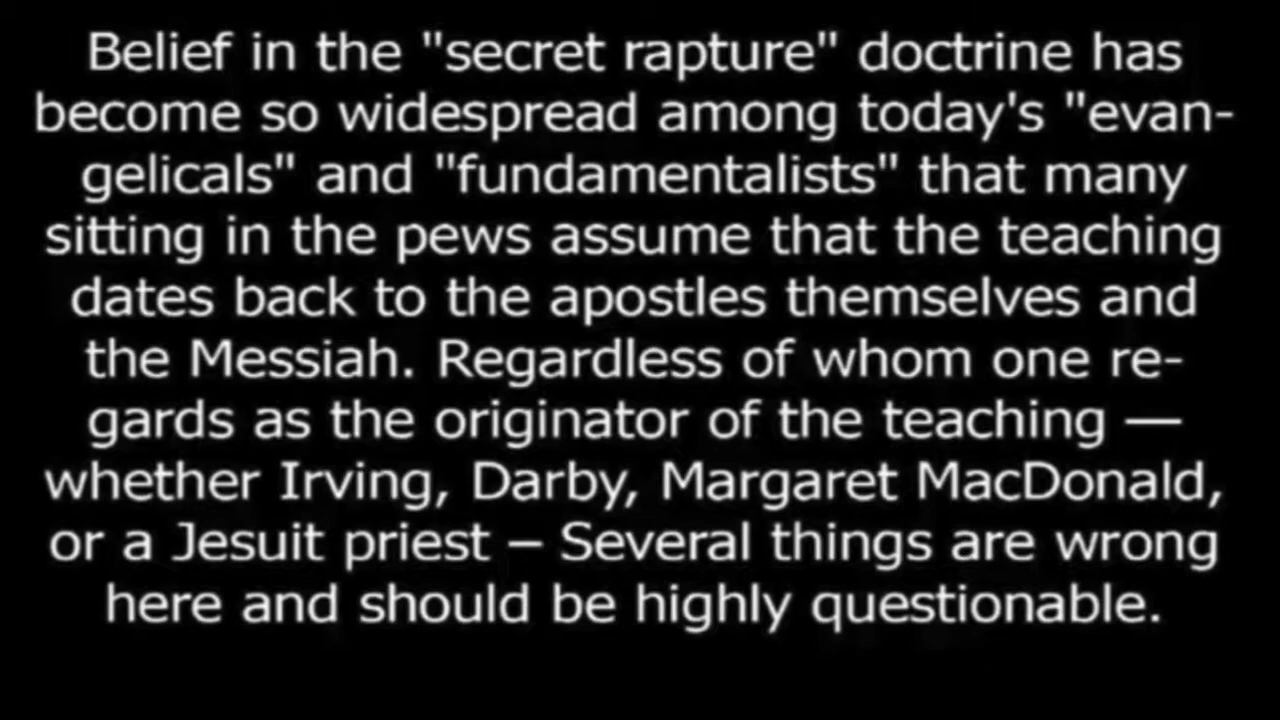 Belief in the "secret rapture" doctrine has
become so widespread among today's "evan-
gelicals" and "fundamentalists" that many
sitting in the pews assume that the teaching
dates back to the apostles themselves and
the Messiah. Regardless of whom one re-
gards as the originator of the teaching —
whether Irving, Darby, Margaret MacDonald,
or a Jesuit priest – Several things are wrong
here and should be highly questionable.